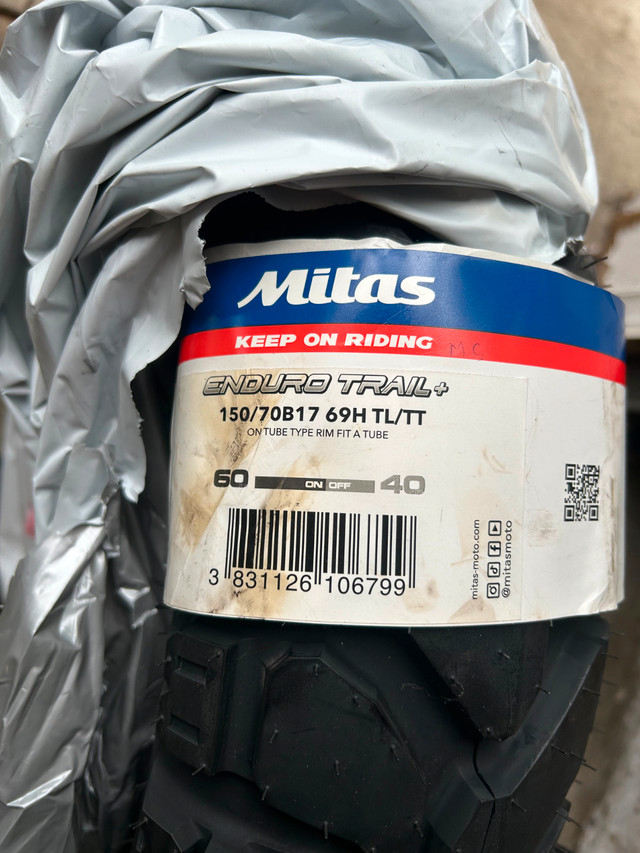 Mitas
KEEP ON RIDING
MC
ENDURO TRAIL+
150/70B17 69H TL/TT
ON TUBE TYPE RIM FIT A TUBE
60 ON OFF 40
3 831126 106799
mitas-moto.com
@mitasmoto